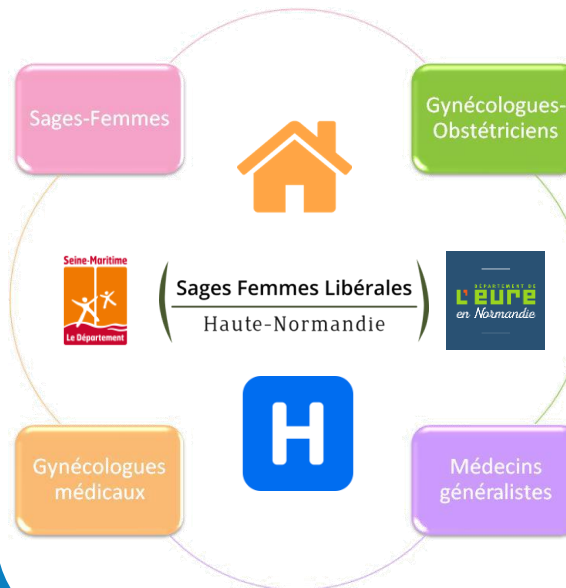 Sages-Femmes
Gynécologues-
Obstétriciens
Seine-Maritime
Le Département
Sages Femmes Libérales
Haute-Normandie
DÉPARTEMENT DE
L'EURE
en Normandie
H
Gynécologues
médicaux
Médecins
généralistes